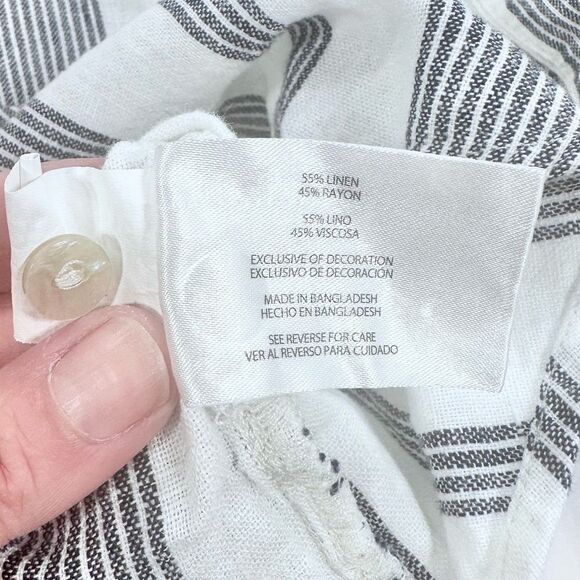 55% LINEN
45% RAYON
55% LINO
45% VISCOSA
EXCLUSIVE OF DECORATION
EXCLUSIVO DE DECORACIÓN
MADE IN BANGLADESH
HECHO EN BANGLADESH
SEE REVERSE FOR CARE
VER AL REVERSO PARA CUIDADO